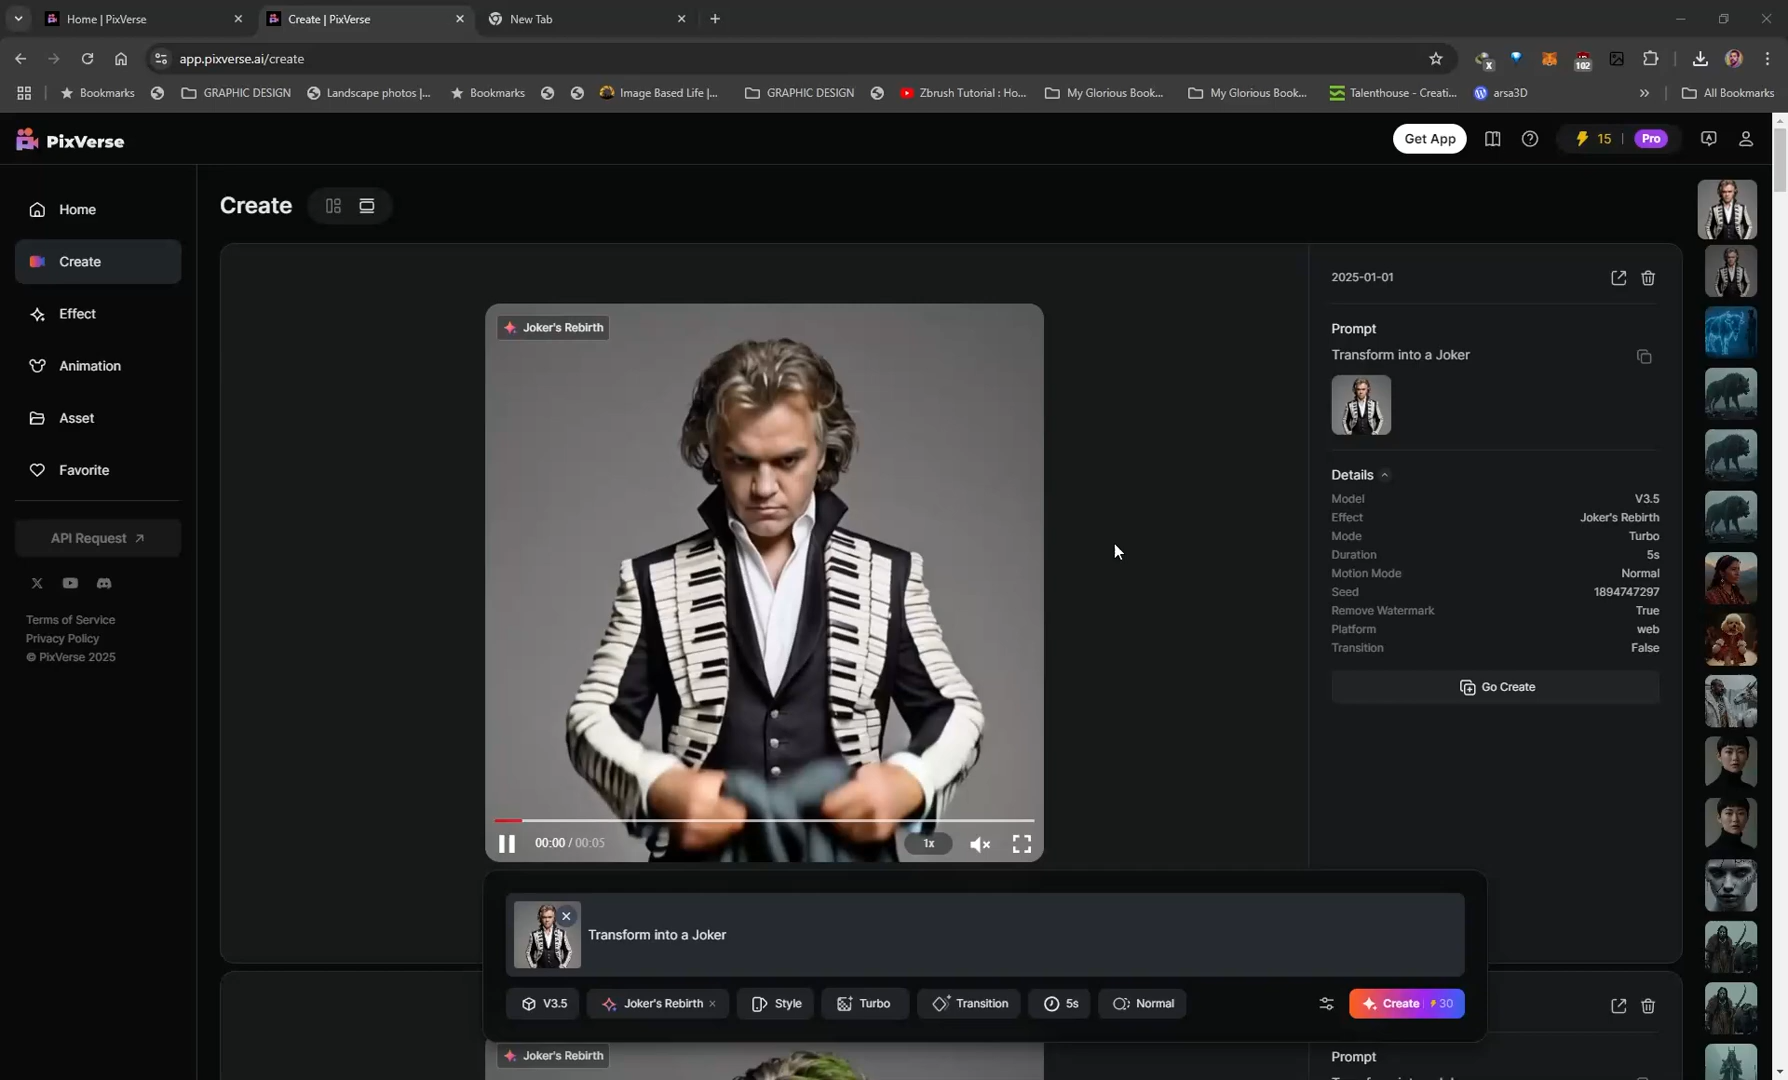 Home | PixVerse
Create | PixVerse
New Tab
app.pixverse.ai/create
X
102
Bookmarks
GRAPHIC DESIGN
Landscape photos |...
Bookmarks
Image Based Life |...
GRAPHIC DESIGN
Zbrush Tutorial : Ho...
My Glorious Book...
My Glorious Book...
Talenthouse - Creati...
arsa3D
»
All Bookmarks
PixVerse
Get App
15
Pro
Home
Create
Effect
Animation
Asset
Favorite
API Request
Terms of Service
Privacy Policy
© PixVerse 2025
Create
Joker's Rebirth
00:00 / 00:05
1x
2025-01-01
Prompt
Transform into a Joker
Details
Model V3.5
Effect Joker's Rebirth
Mode Turbo
Duration 5s
Motion Mode Normal
Seed 1894747297
Remove Watermark True
Platform web
Transition False
Go Create
Transform into a Joker
V3.5
Joker's Rebirth
Style
Turbo
Transition
5s
Normal
Create 30
Joker's Rebirth
Prompt